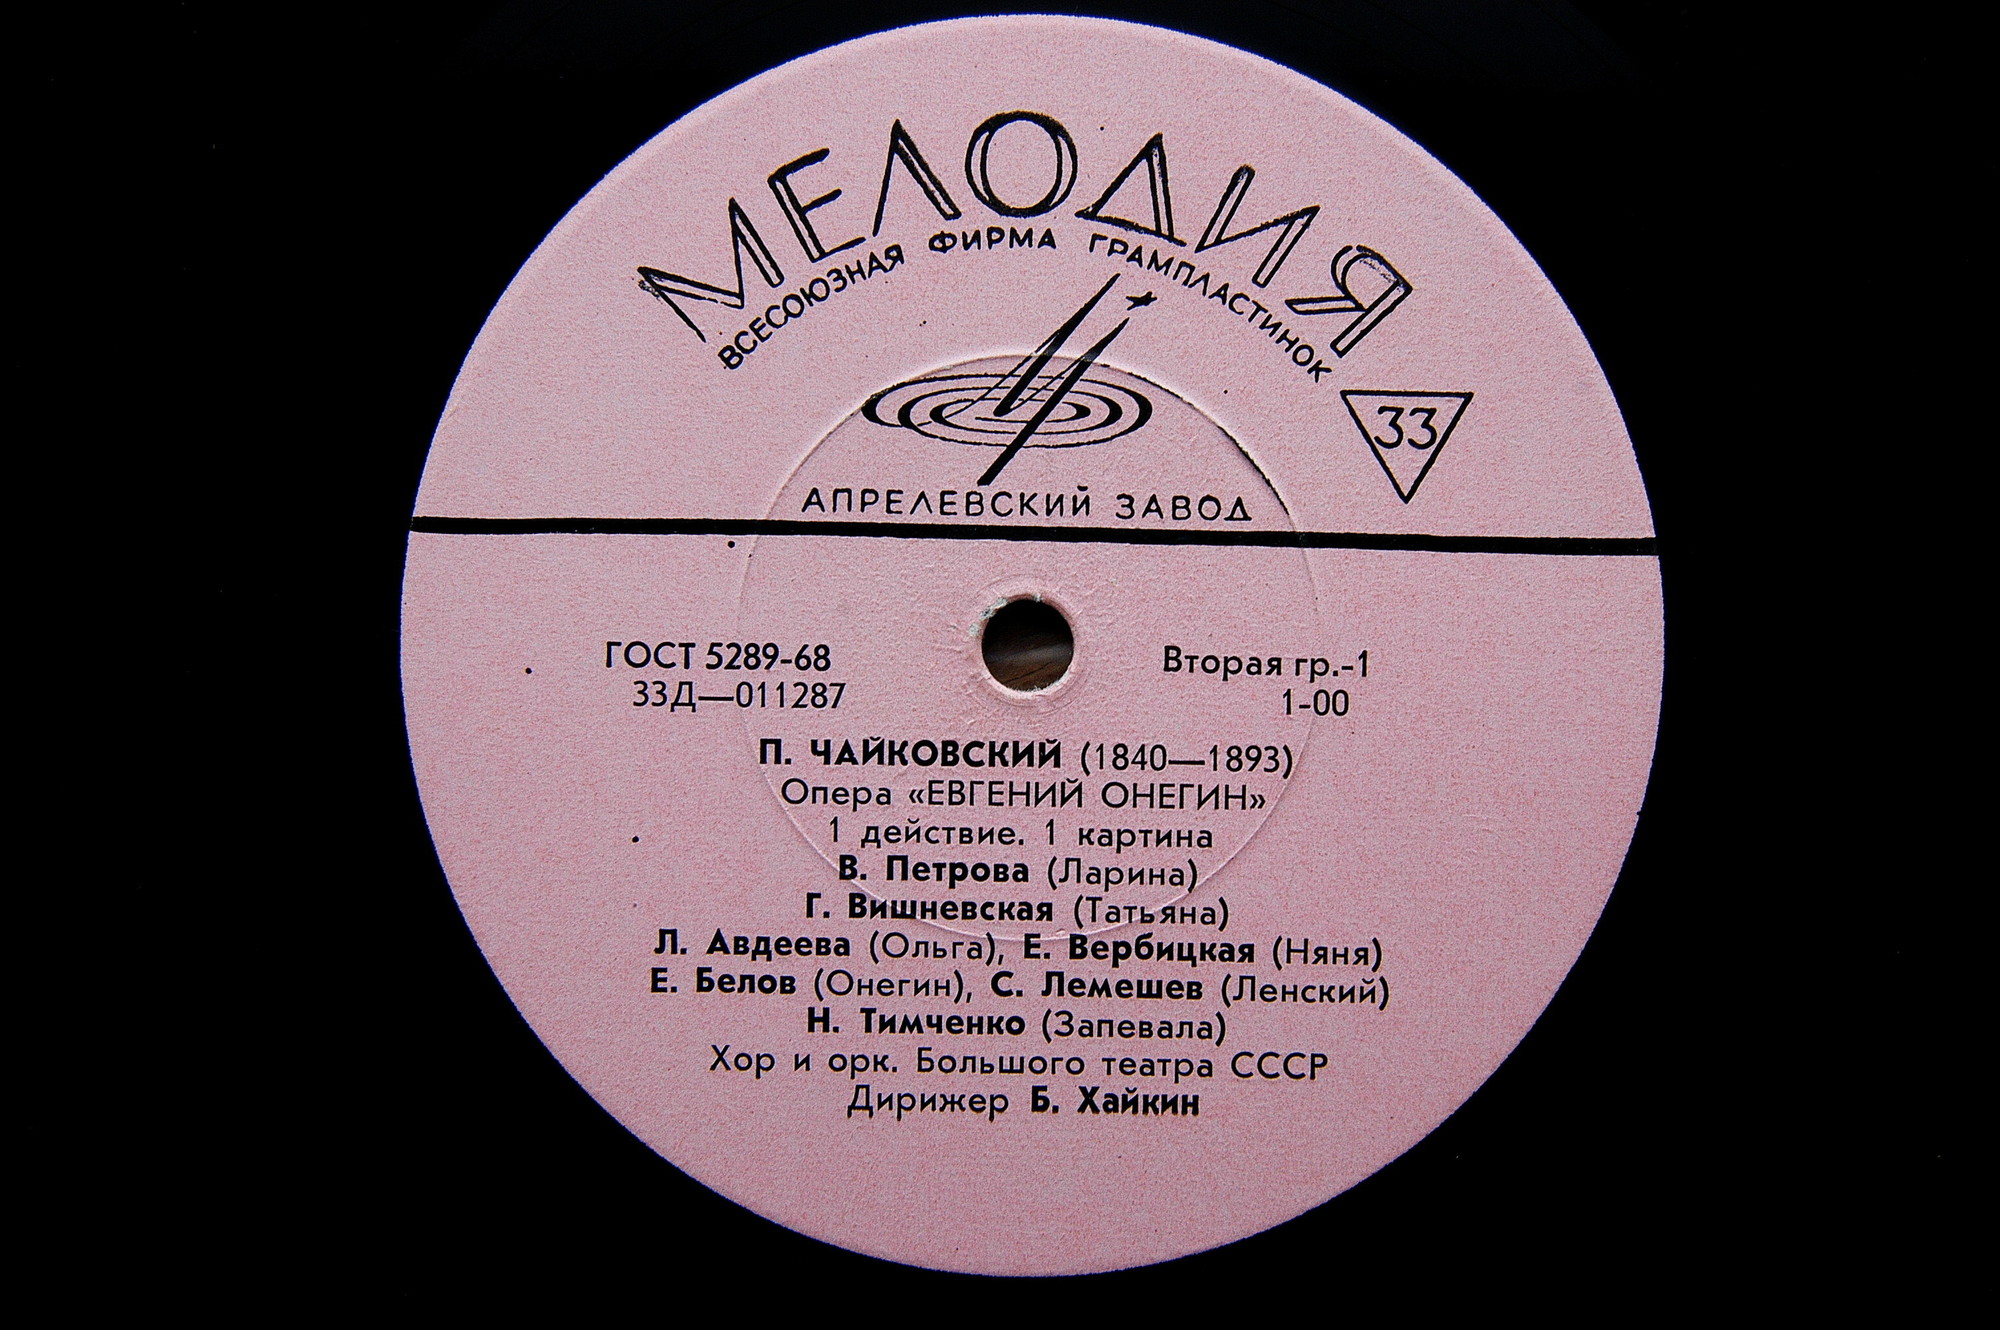 МЕЛОДИЯ
ВСЕСОЮЗНАЯ ФИРМА ГРАМПЛАСТИНОК
33
АПРЕЛЕВСКИЙ ЗАВОД
ГОСТ 5289-68
Вторая гр.-1
33Д—011287
1-00
П. ЧАЙКОВСКИЙ (1840—1893)
Опера «ЕВГЕНИЙ ОНЕГИН»
1 действие. 1 картина
В. Петрова (Ларина)
Г. Вишневская (Татьяна)
Л. Авдеева (Ольга), Е. Вербицкая (Няня)
Е. Белов (Онегин), С. Лемешев (Ленский)
Н. Тимченко (Запевала)
Хор и орк. Большого театра СССР
Дирижер Б. Хайкин